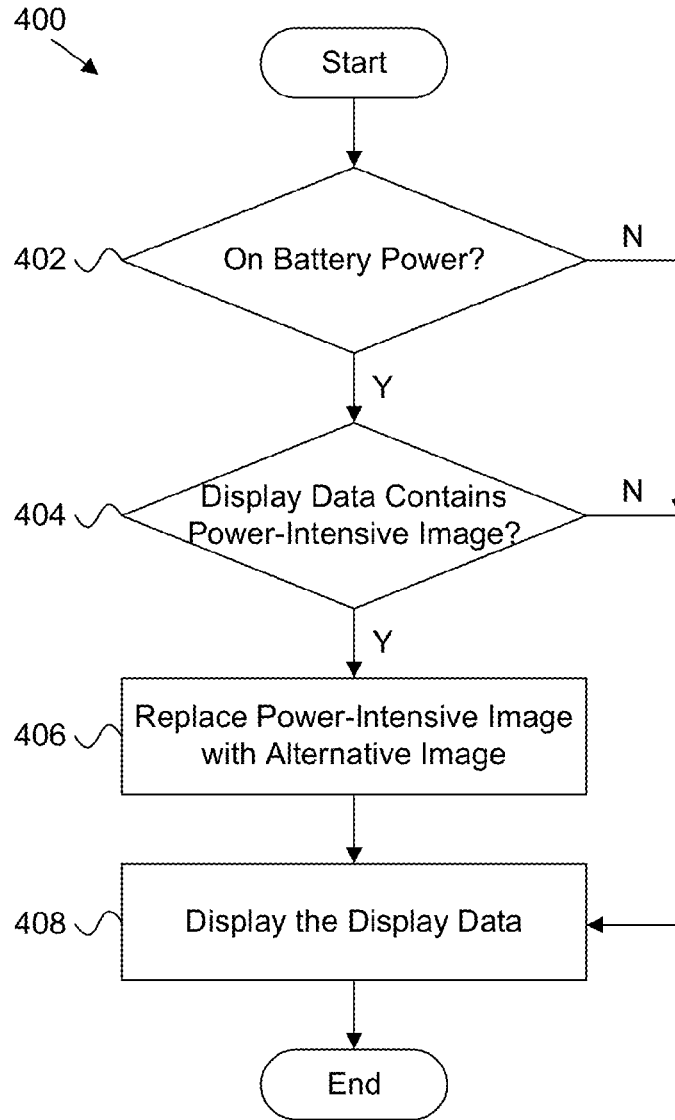 400
Start
402
On Battery Power?
N
Y
404
Display Data Contains
Power-Intensive Image?
N
Y
406
Replace Power-Intensive Image
with Alternative Image
408
Display the Display Data
End